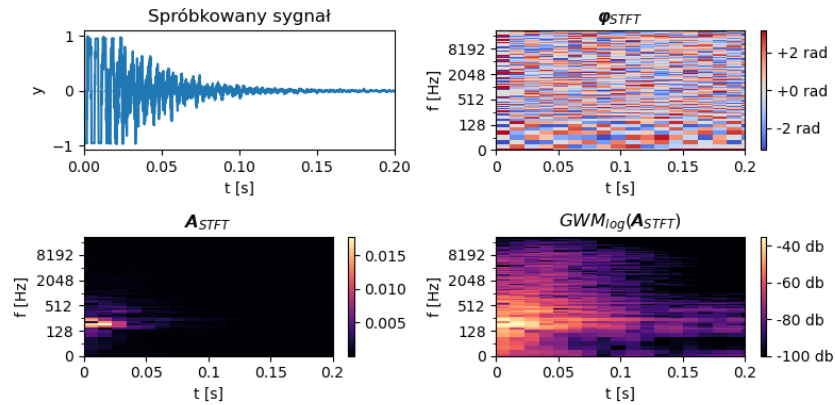 Spróbkowany sygnał
y
1
0
−1
0.00 0.05 0.10 0.15 0.20
t [s]
φSTFT
f [Hz]
8192
2048
512
128
0
0 0.05 0.1 0.15 0.2
t [s]
+2 rad
+0 rad
-2 rad
ASTFT
f [Hz]
8192
2048
512
128
0
0 0.05 0.1 0.15 0.2
t [s]
0.015
0.010
0.005
GWMlog(ASTFT)
f [Hz]
8192
2048
512
128
0
0 0.05 0.1 0.15 0.2
t [s]
-40 db
-60 db
-80 db
-100 db